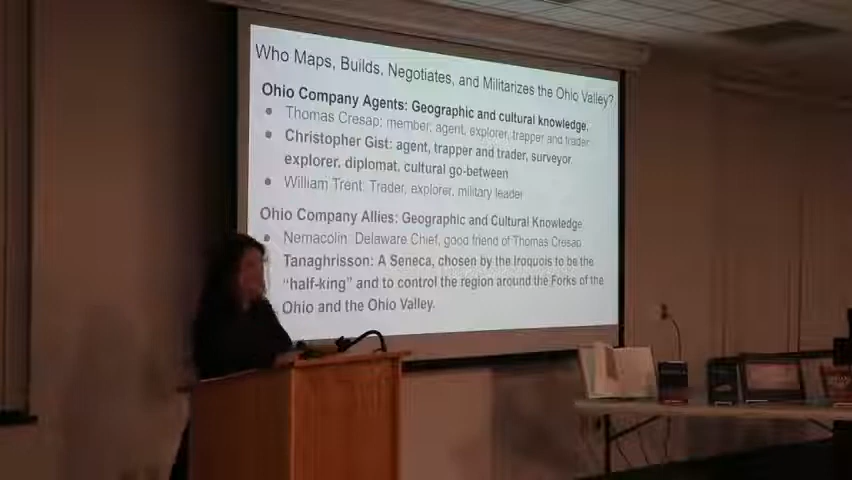 Who Maps, Builds, Negotiates, and Militarizes the Ohio Valley?
Ohio Company Agents: Geographic and cultural knowledge.
• Thomas Cresap: member, agent, explorer, trapper and trader
• Christopher Gist: agent, trapper and trader, surveyor
explorer, diplomat, cultural go-between
• William Trent: Trader, explorer, military leader
Ohio Company Allies: Geographic and Cultural Knowledge
• Nemacolin: Delaware Chief, good friend of Thomas Cresap
Tanaghrisson: A Seneca, chosen by the Iroquois to be the
"half-king" and to control the region around the Forks of the
Ohio and the Ohio Valley.